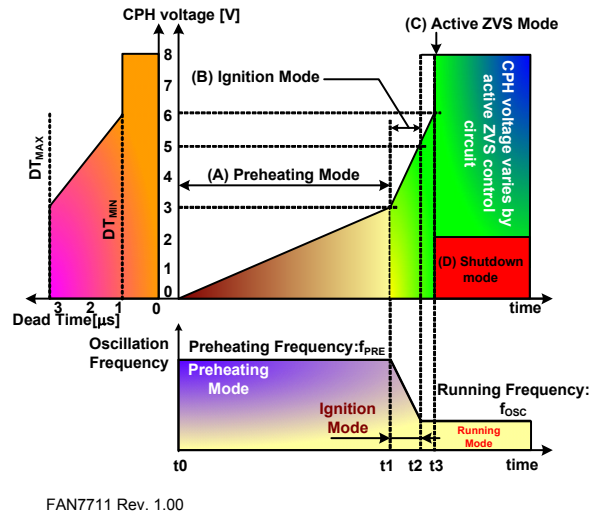 CPH voltage [V]
(C) Active ZVS Mode
8
7
6
5
4
3
2
1
0
(B) Ignition Mode
(A) Preheating Mode
DTMAX
DTMIN
CPH voltage varies by
active ZVS control
circuit
(D) Shutdown
mode
3
2
1
0
Dead Time[μs]
time
Oscillation
Frequency
Preheating Frequency:fPRE
Preheating
Mode
Ignition
Mode
Running Frequency:
fOSC
Running
Mode
t0
t1
t2
t3
time
FAN7711 Rev. 1.00